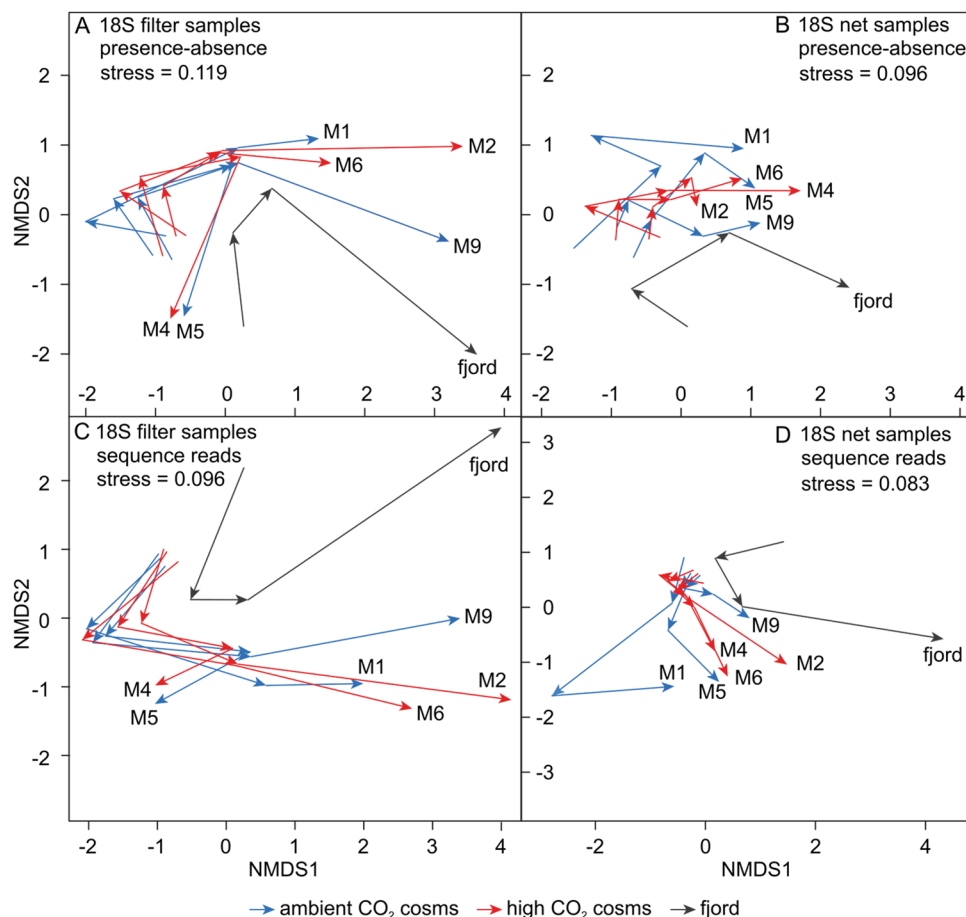 A 18S filter samples
presence-absence
stress = 0.119
2
1
0
-1
-2
NMDS2
M1
M2
M6
M9
M4 M5
fjord
-2 -1 0 1 2 3 4
B 18S net samples
presence-absence
stress = 0.096
2
1
0
-1
-2
M1
M6
M5 M4
M2
M9
fjord
-2 -1 0 1 2 3 4
C 18S filter samples
sequence reads
stress = 0.096
2
1
0
-1
-2
NMDS2
fjord
M9
M1
M2
M4
M5
M6
-2 -1 0 1 2 3 4
NMDS1
D 18S net samples
sequence reads
stress = 0.083
3
2
1
0
-1
-2
-3
M9
fjord
M4
M2
M1
M5 M6
-2 0 2 4
NMDS1
ambient CO₂ cosms high CO₂ cosms fjord